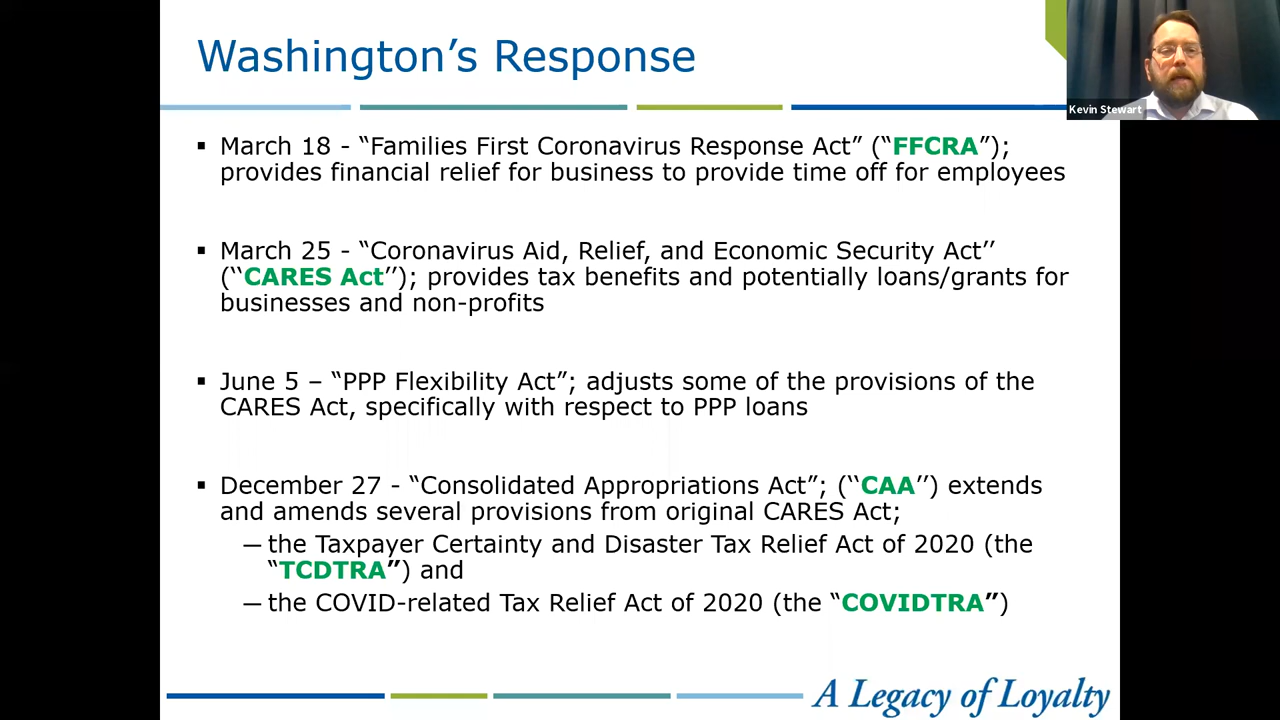 Washington’s Response
Kevin Stewart
▪ March 18 - “Families First Coronavirus Response Act” (“FFCRA”);
provides financial relief for business to provide time off for employees
▪ March 25 - “Coronavirus Aid, Relief, and Economic Security Act’’
(‘‘CARES Act’’); provides tax benefits and potentially loans/grants for
businesses and non-profits
▪ June 5 – “PPP Flexibility Act”; adjusts some of the provisions of the
CARES Act, specifically with respect to PPP loans
▪ December 27 - “Consolidated Appropriations Act”; (‘‘CAA’’) extends
and amends several provisions from original CARES Act;
— the Taxpayer Certainty and Disaster Tax Relief Act of 2020 (the
“TCDTRA”) and
— the COVID-related Tax Relief Act of 2020 (the “COVIDTRA”)
A Legacy of Loyalty